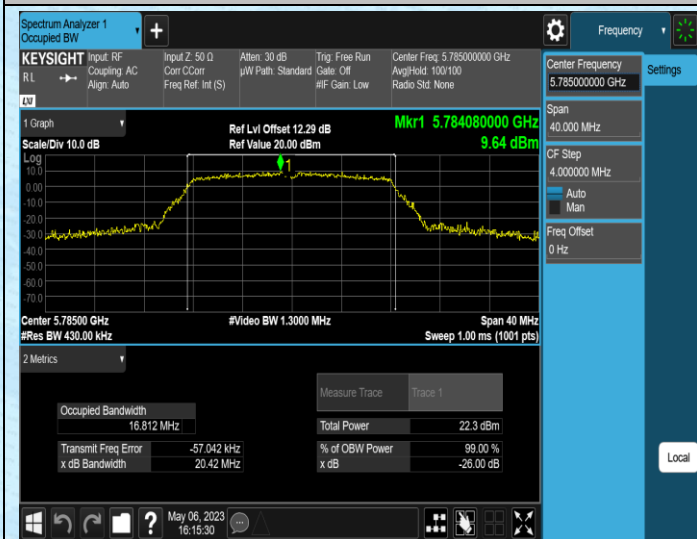 Spectrum Analyzer 1
Occupied BW
Frequency
KEYSIGHT
R L
LXI
Input: RF
Coupling: AC
Align: Auto
Input Z: 50 Ω
Corr CCorr
Freq Ref: Int (S)
Atten: 30 dB
µW Path: Standard
Trig: Free Run
Gate: Off
#IF Gain: Low
Center Freq: 5.785000000 GHz
Avg|Hold: 100/100
Radio Std: None
Center Frequency
5.785000000 GHz
Settings
Span
40.000 MHz
CF Step
4.000000 MHz
Auto
Man
Freq Offset
0 Hz
1 Graph
Scale/Div 10.0 dB
Ref Lvl Offset 12.29 dB
Ref Value 20.00 dBm
Mkr1 5.784080000 GHz
9.64 dBm
Log
10.0
0.00
-10.0
-20.0
-30.0
-40.0
-50.0
-60.0
-70.0
1
Center 5.78500 GHz
#Res BW 430.00 kHz
#Video BW 1.3000 MHz
Span 40 MHz
Sweep 1.00 ms (1001 pts)
2 Metrics
Measure Trace
Trace 1
Occupied Bandwidth
16.812 MHz
Total Power
22.3 dBm
Transmit Freq Error
-57.042 kHz
% of OBW Power
99.00 %
x dB Bandwidth
20.42 MHz
x dB
-26.00 dB
Local
May 06, 2023
16:15:30